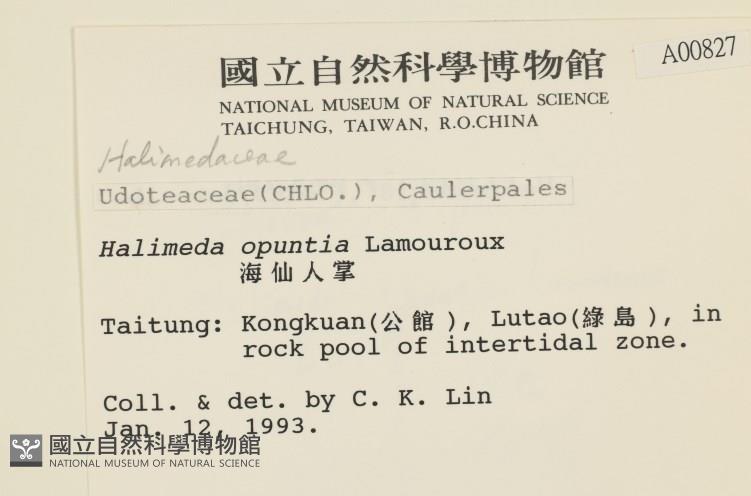 A00827
國立自然科學博物館
NATIONAL MUSEUM OF NATURAL SCIENCE
TAICHUNG, TAIWAN, R.O.CHINA
Halimedaceae
Udoteaceae(CHLO.), Caulerpales
Halimeda opuntia Lamouroux
海仙人掌
Taitung: Kongkuan(公館), Lutao(綠島), in
rock pool of intertidal zone.
Coll. & det. by C. K. Lin
Jan. 12, 1993.
國立自然科學博物館
NATIONAL MUSEUM OF NATURAL SCIENCE